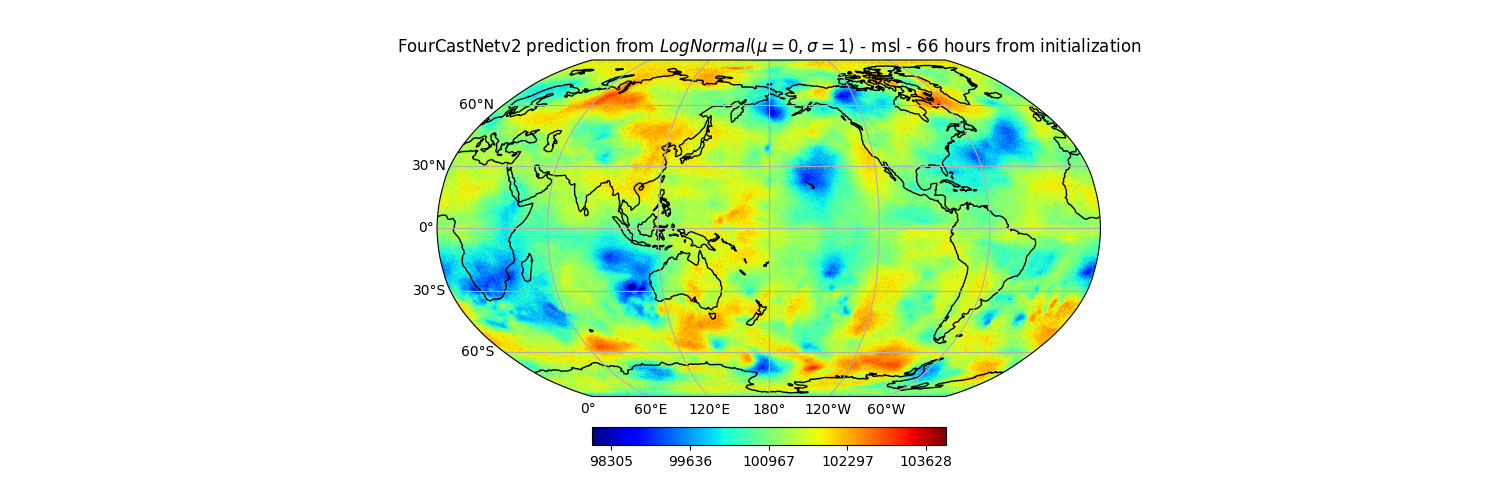 FourCastNetv2 prediction from LogNormal(μ = 0, σ = 1) - msl - 66 hours from initialization
60°N
30°N
0°
30°S
60°S
0° 60°E 120°E 180° 120°W 60°W
98305 99636 100967 102297 103628